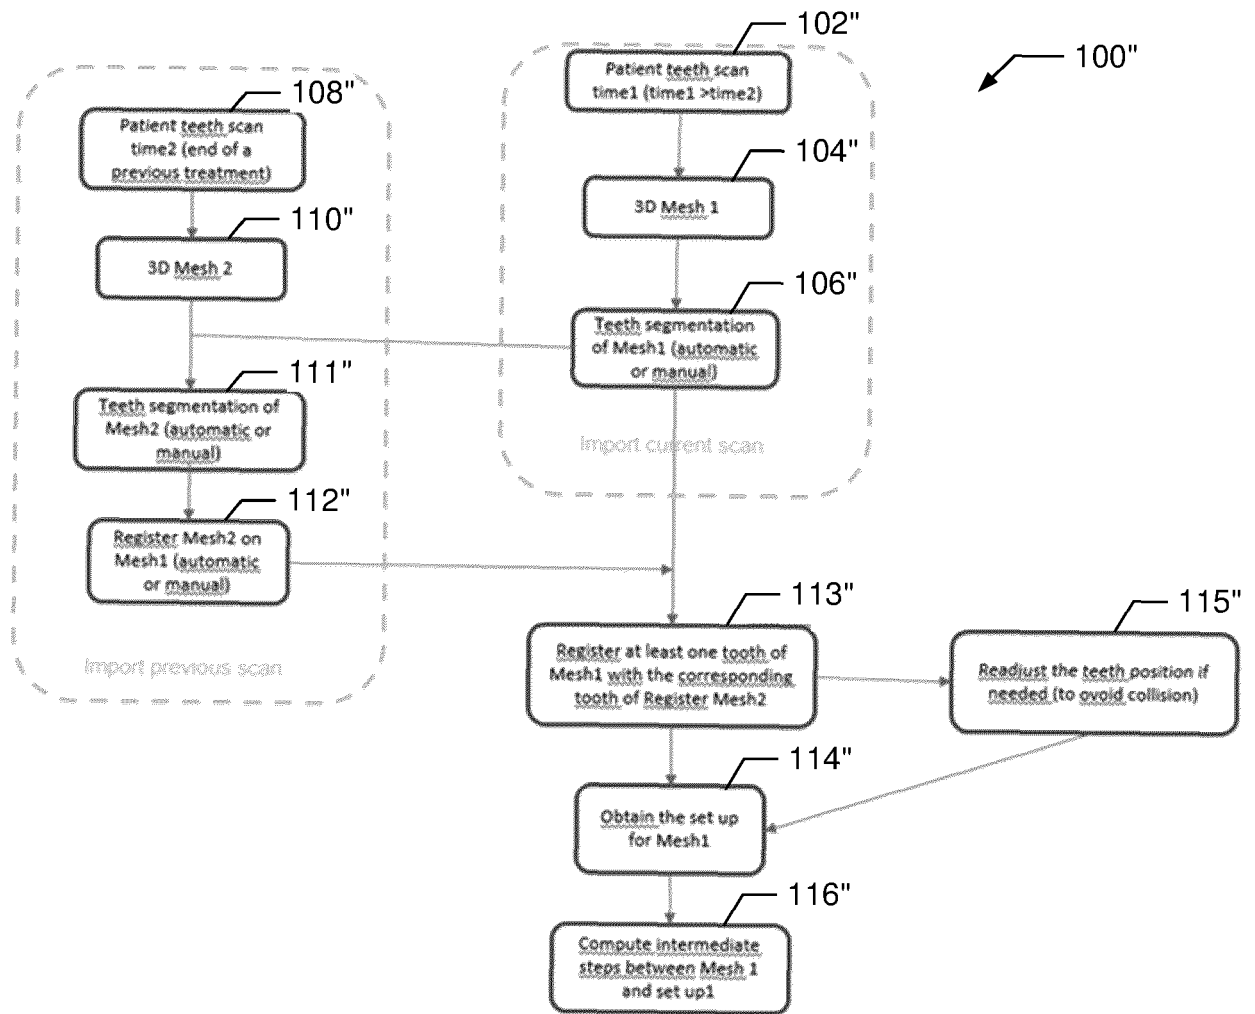 102"
Patient teeth scan
time1 (time1 >time2)
100"
108"
Patient teeth scan
time2 (end of a
previous treatment)
104"
3D Mesh 1
110"
3D Mesh 2
106"
Teeth segmentation
of Mesh1 (automatic
or manual)
Import current scan
111"
Teeth segmentation of
Mesh2 (automatic or
manual)
112"
Register Mesh2 on
Mesh1 (automatic
or manual)
Import previous scan
113"
Register at least one tooth of
Mesh1 with the corresponding
tooth of Register Mesh2
115"
Readjust the teeth position if
needed (to ovoid collision)
114"
Obtain the set up
for Mesh1
116"
Compute intermediate
steps between Mesh 1
and set up1